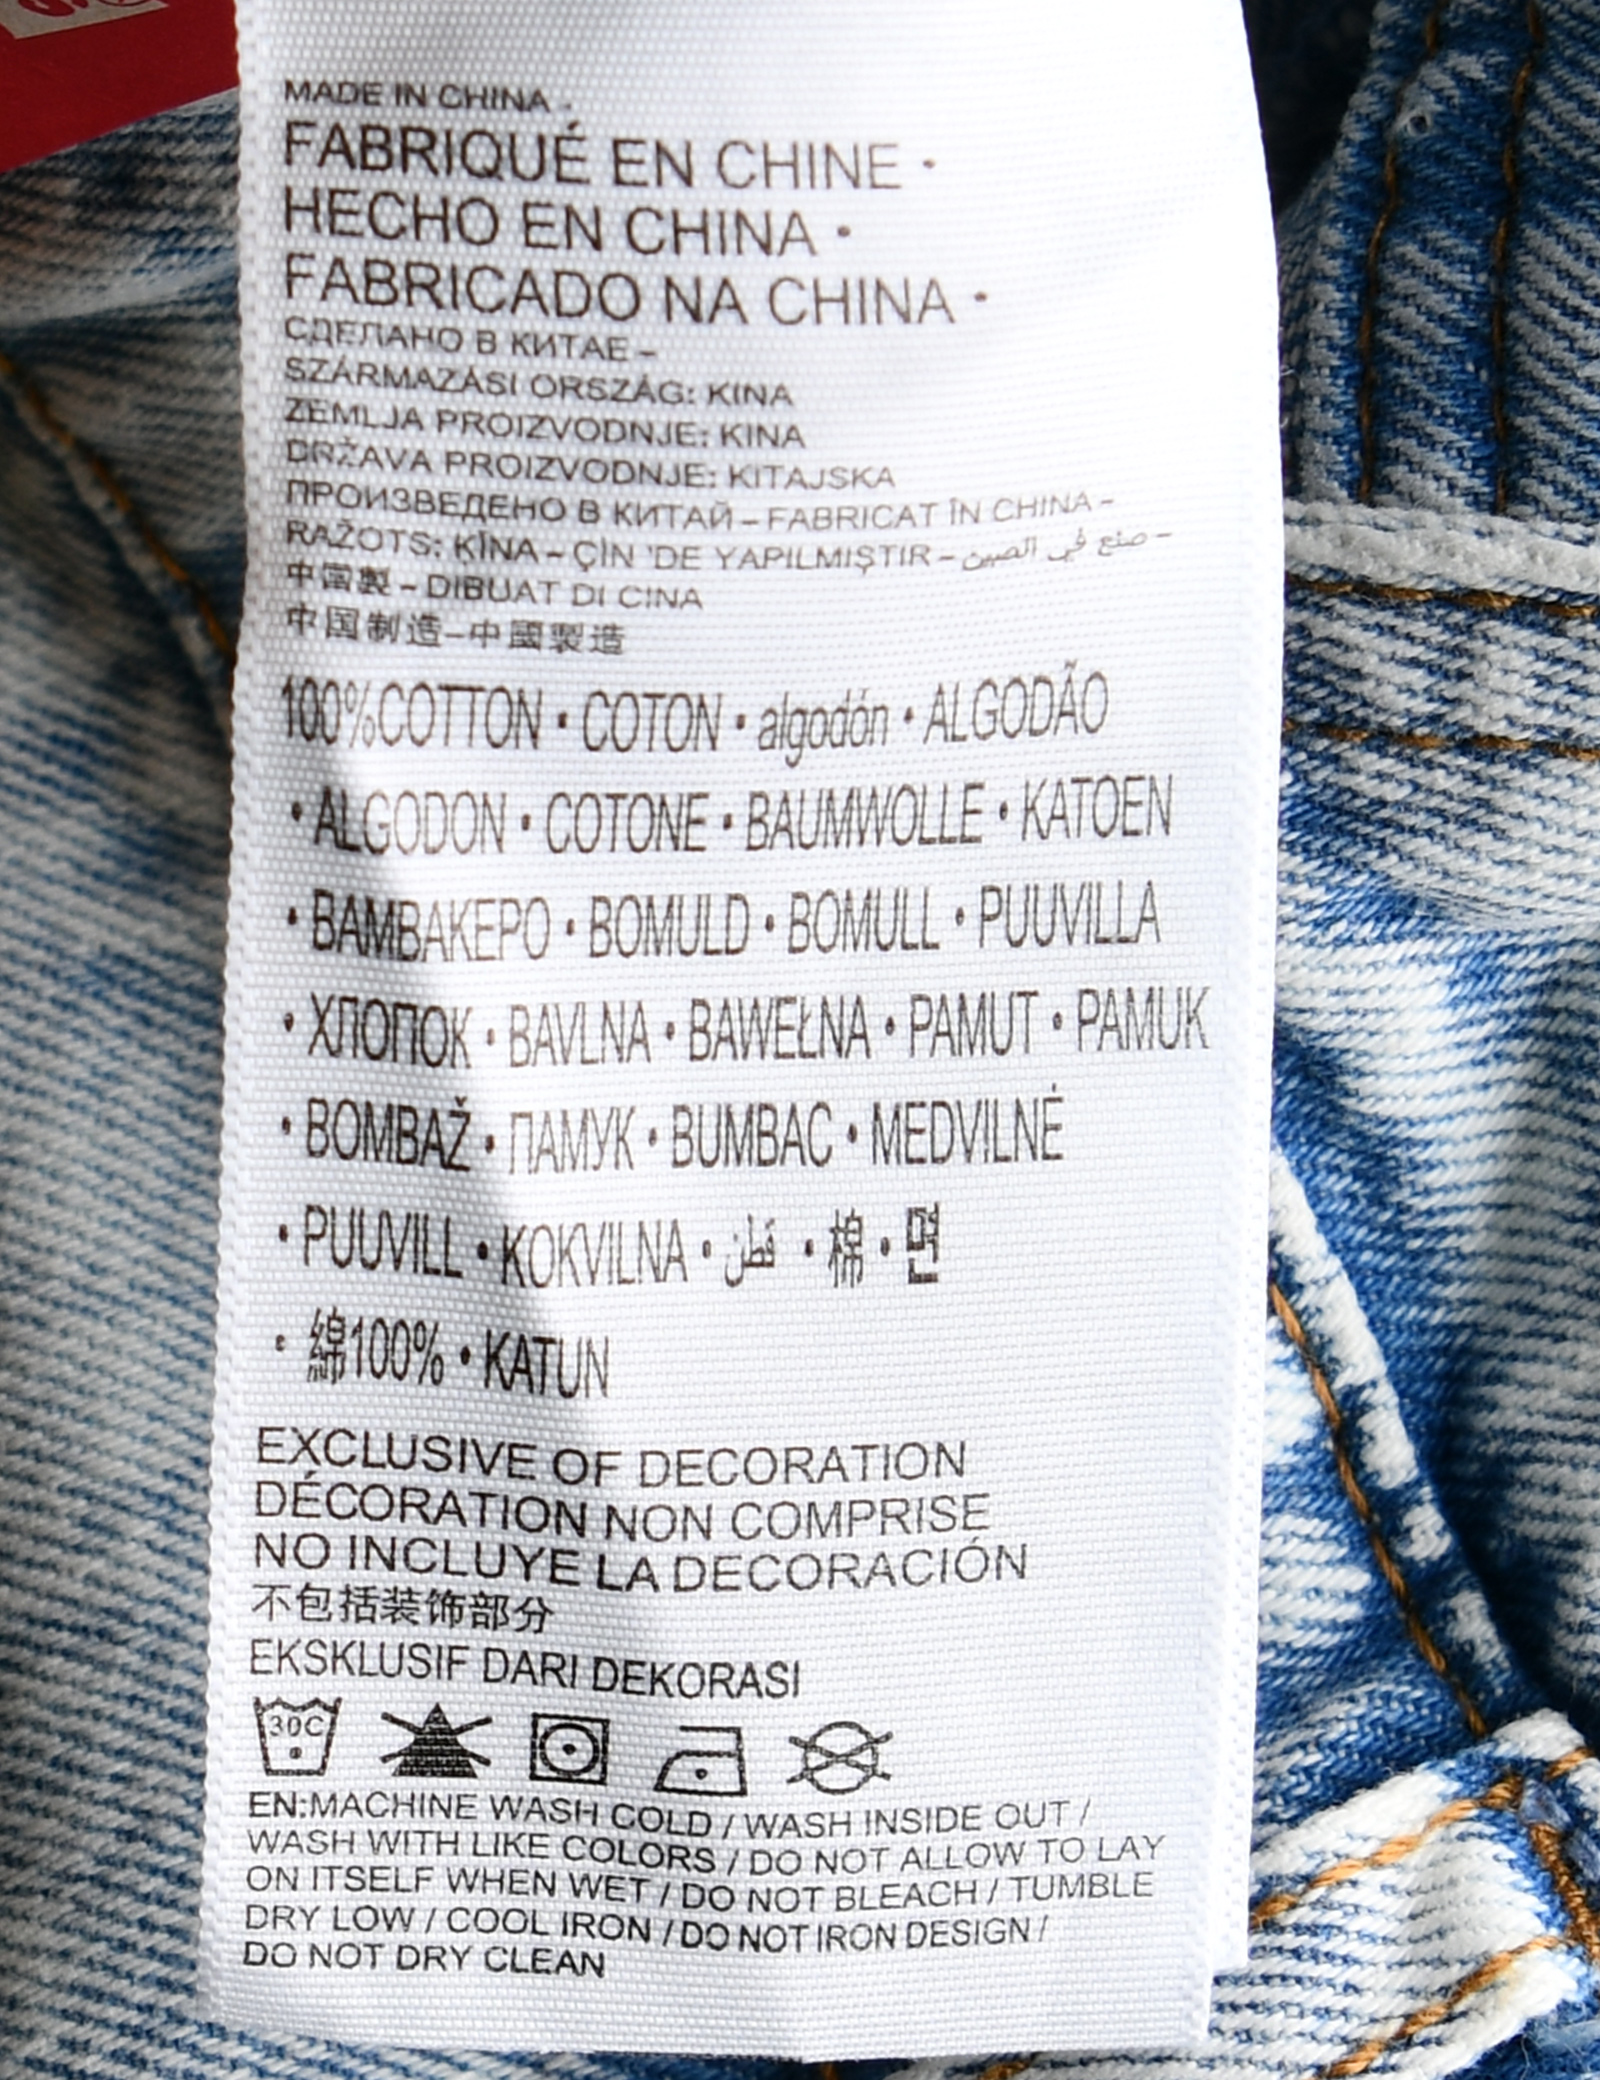 MADE IN CHINA -
FABRIQUÉ EN CHINE •
HECHO EN CHINA •
FABRICADO NA CHINA •
СДЕЛАНО В КИТАЕ –
SZÁRMAZÁSI ORSZÁG: KINA
ZEMLJA PROIZVODNJE: KINA
DRŽAVA PROIZVODNJE: KITAJSKA
ПРОИЗВЕДЕНО В КИТАЙ – FABRICAT ÎN CHINA –
RAŽOTS: ĶĪNA – ÇİN 'DE YAPILMIŞTIR – صنع في الصين –
中国製 – DIBUAT DI CINA
中国制造–中國製造
100%COTTON • COTON • algodón • ALGODÃO
• ALGODON • COTONE • BAUMWOLLE • KATOEN
• BAMBAKEPO • BOMULD • BOMULL • PUUVILLA
• ХЛОПОК • BAVLNA • BAWEŁNA • PAMUT • PAMUK
• BOMBAŽ • ПАМУК • BUMBAC • MEDVILNÉ
• PUUVILL • KOKVILNA • قطن • 棉 • 면
• 綿100% • KATUN
EXCLUSIVE OF DECORATION
DÉCORATION NON COMPRISE
NO INCLUYE LA DECORACIÓN
不包括装饰部分
EKSKLUSIF DARI DEKORASI
30C
EN:MACHINE WASH COLD / WASH INSIDE OUT /
WASH WITH LIKE COLORS / DO NOT ALLOW TO LAY
ON ITSELF WHEN WET / DO NOT BLEACH / TUMBLE
DRY LOW / COOL IRON / DO NOT IRON DESIGN /
DO NOT DRY CLEAN